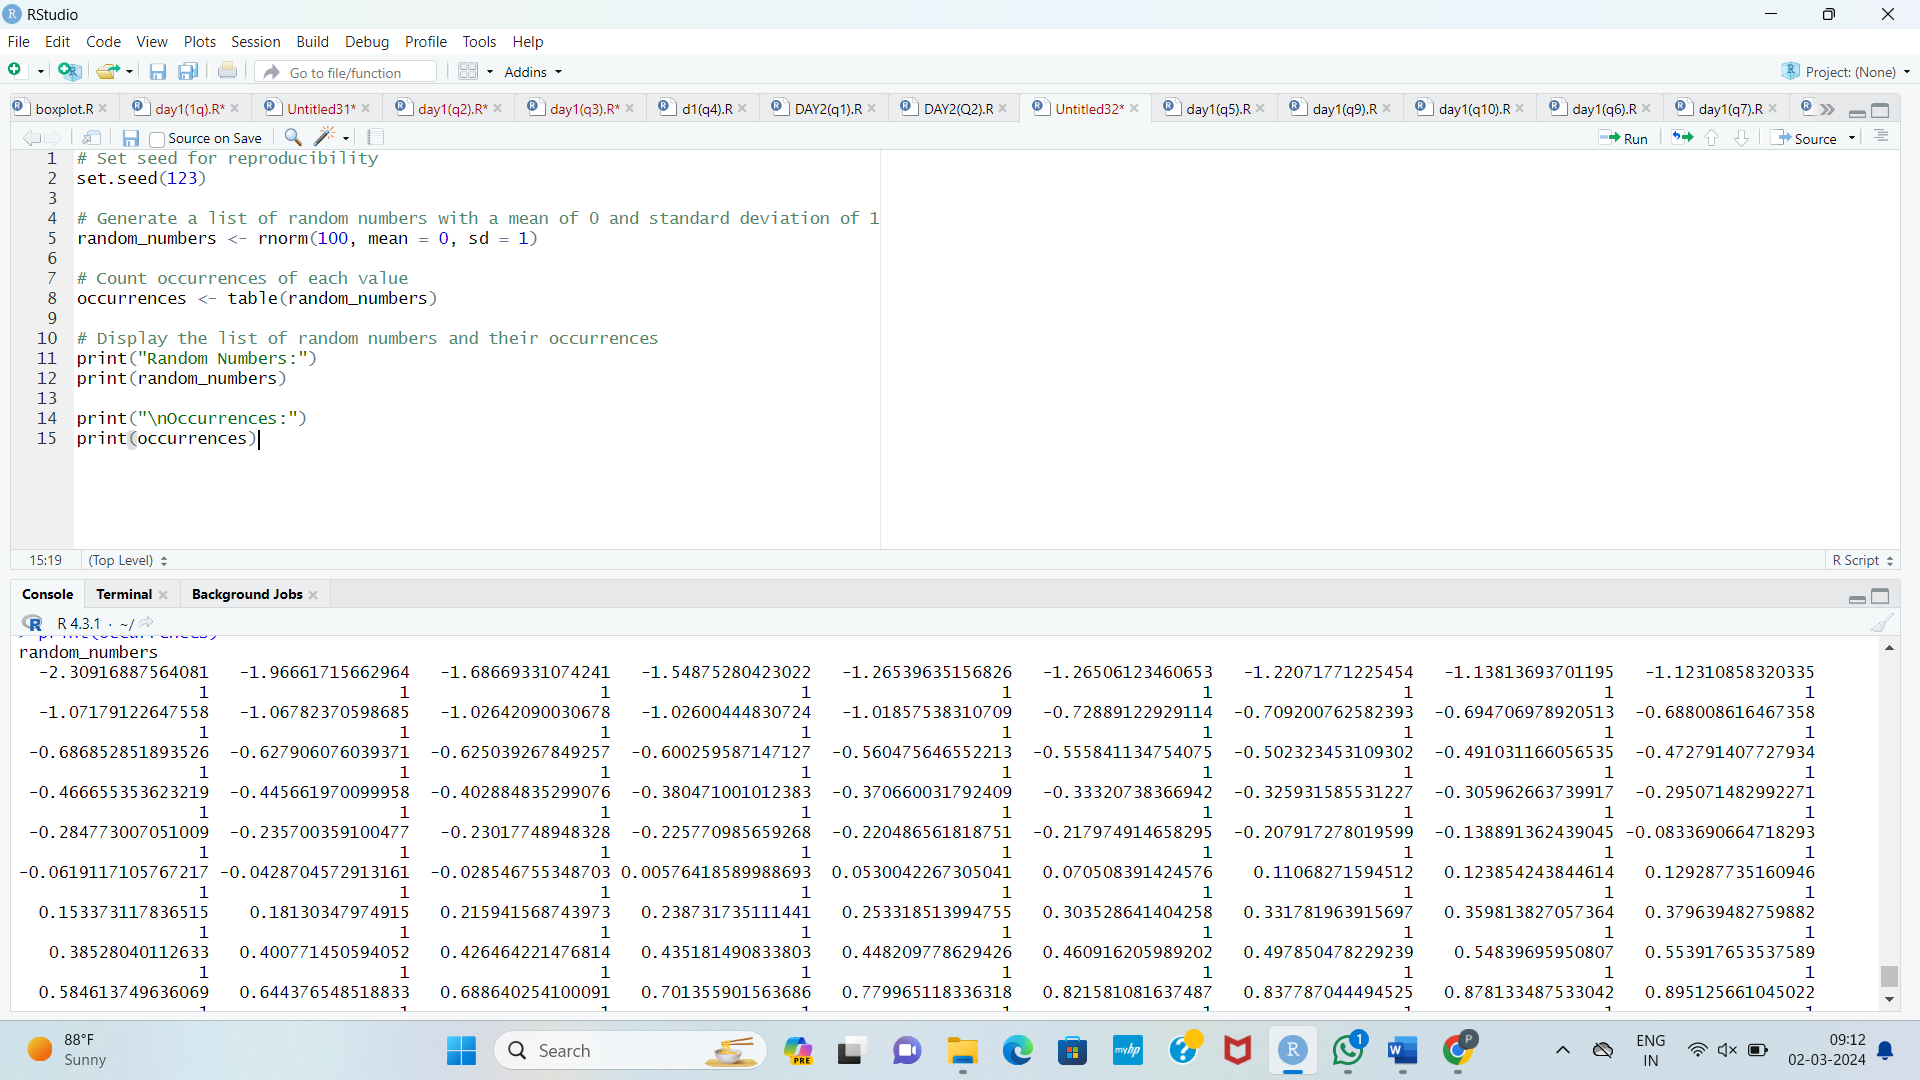 RStudio
File Edit Code View Plots Session Build Debug Profile Tools Help
Go to file/function Addins Project: (None)
boxplot.R day1(1q).R* Untitled31* day1(q2).R* day1(q3).R* d1(q4).R DAY2(q1).R DAY2(Q2).R Untitled32* day1(q5).R day1(q9).R day1(q10).R day1(q6).R day1(q7).R
Source on Save Run Source
1 # Set seed for reproducibility
2 set.seed(123)
3
4 # Generate a list of random numbers with a mean of 0 and standard deviation of 1
5 random_numbers <- rnorm(100, mean = 0, sd = 1)
6
7 # Count occurrences of each value
8 occurrences <- table(random_numbers)
9
10 # Display the list of random numbers and their occurrences
11 print("Random Numbers:")
12 print(random_numbers)
13
14 print("\nOccurrences:")
15 print(occurrences)
15:19 (Top Level) R Script
Console Terminal Background Jobs
R 4.3.1 · ~/
> print(occurrences)
random_numbers
-2.30916887564081 -1.96661715662964 -1.68669331074241 -1.54875280423022 -1.26539635156826 -1.26506123460653 -1.22071771225454 -1.13813693701195 -1.12310858320335
1 1 1 1 1 1 1 1 1
-1.07179122647558 -1.06782370598685 -1.02642090030678 -1.02600444830724 -1.01857538310709 -0.72889122929114 -0.709200762582393 -0.694706978920513 -0.688008616467358
1 1 1 1 1 1 1 1 1
-0.686852851893526 -0.627906076039371 -0.625039267849257 -0.600259587147127 -0.560475646552213 -0.555841134754075 -0.502323453109302 -0.491031166056535 -0.472791407727934
1 1 1 1 1 1 1 1 1
-0.466655353623219 -0.445661970099958 -0.402884835299076 -0.380471001012383 -0.370660031792409 -0.33320738366942 -0.325931585531227 -0.305962663739917 -0.295071482992271
1 1 1 1 1 1 1 1 1
-0.284773007051009 -0.235700359100477 -0.23017748948328 -0.225770985659268 -0.220486561818751 -0.217974914658295 -0.207917278019599 -0.138891362439045 -0.0833690664718293
1 1 1 1 1 1 1 1 1
-0.0619117105767217 -0.0428704572913161 -0.028546755348703 0.00576418589988693 0.0530042267305041 0.070508391424576 0.11068271594512 0.123854243844614 0.129287735160946
1 1 1 1 1 1 1 1 1
0.153373117836515 0.18130347974915 0.215941568743973 0.238731735111441 0.253318513994755 0.303528641404258 0.331781963915697 0.359813827057364 0.379639482759882
1 1 1 1 1 1 1 1 1
0.38528040112633 0.400771450594052 0.426464221476814 0.435181490833803 0.448209778629426 0.460916205989202 0.497850478229239 0.54839695950807 0.553917653537589
1 1 1 1 1 1 1 1 1
0.584613749636069 0.644376548518833 0.688640254100091 0.701355901563686 0.779965118336318 0.821581081637487 0.837787044494525 0.878133487533042 0.895125661045022
1 1 1 1 1 1 1 1 1
88°F
Sunny
Search
PRE
myhp
1
P
ENG
IN
09:12
02-03-2024